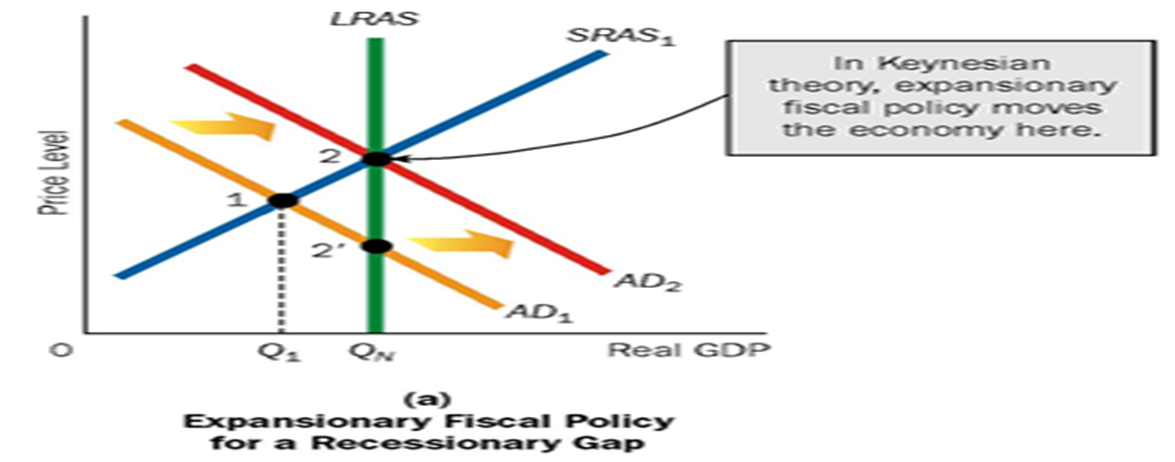 LRAS
SRAS₁
In Keynesian
theory, expansionary
fiscal policy moves
the economy here.
Price Level
2
1
2′
AD₂
AD₁
O
Q₁
Q_N
Real GDP
(a)
Expansionary Fiscal Policy
for a Recessionary Gap